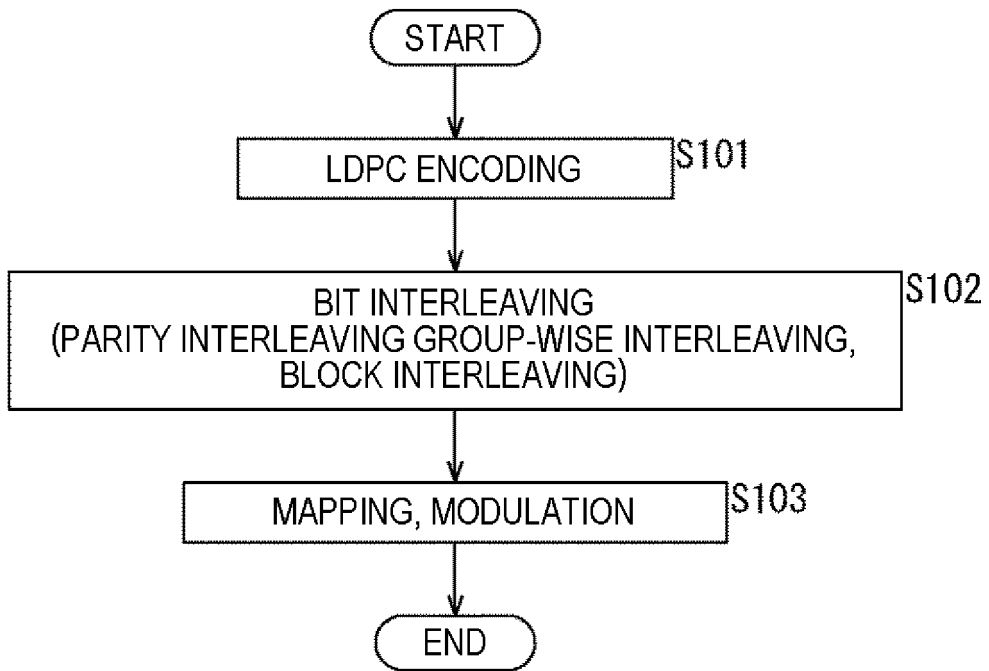 START
LDPC ENCODING
S101
BIT INTERLEAVING
(PARITY INTERLEAVING GROUP-WISE INTERLEAVING,
BLOCK INTERLEAVING)
S102
MAPPING, MODULATION
S103
END